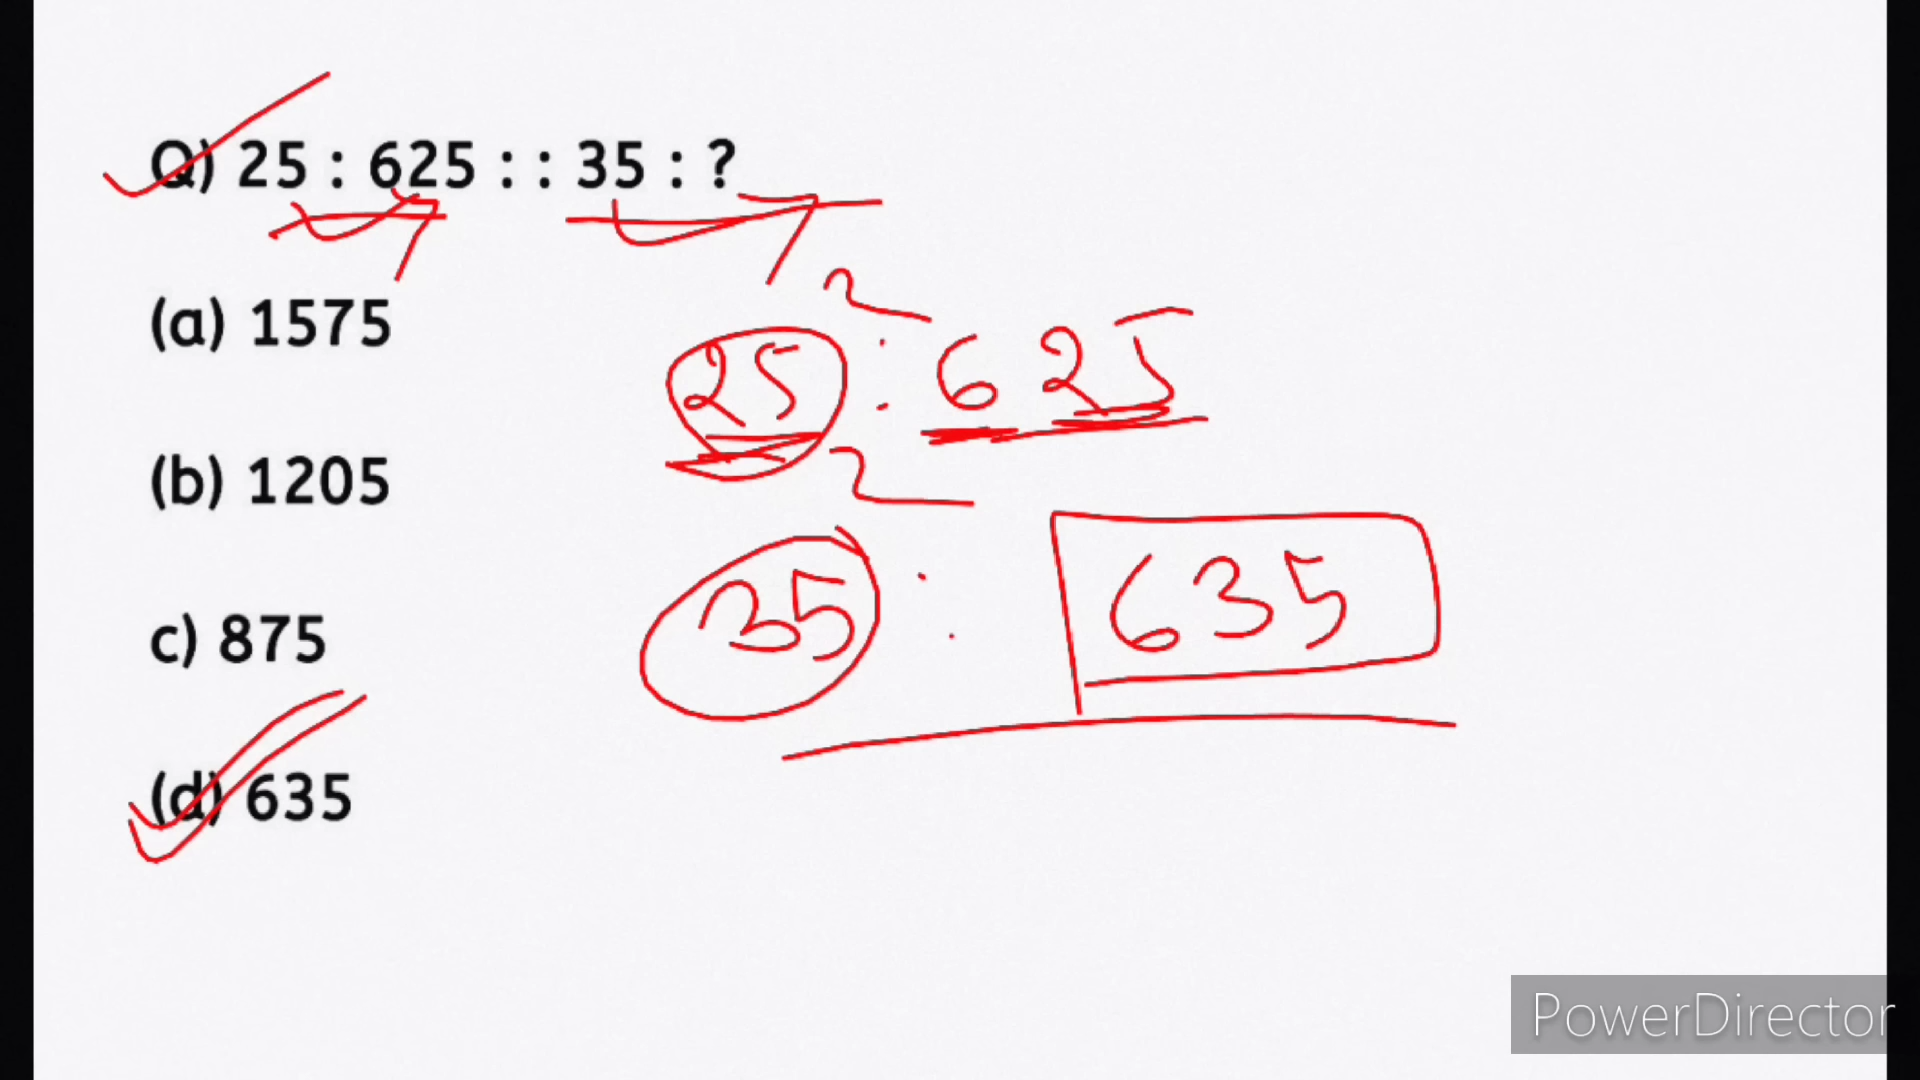 Q) 25 : 625 : : 35 : ?
(a) 1575
2
25 : 625
(b) 1205
2
35 : 635
c) 875
(d) 635
PowerDirector